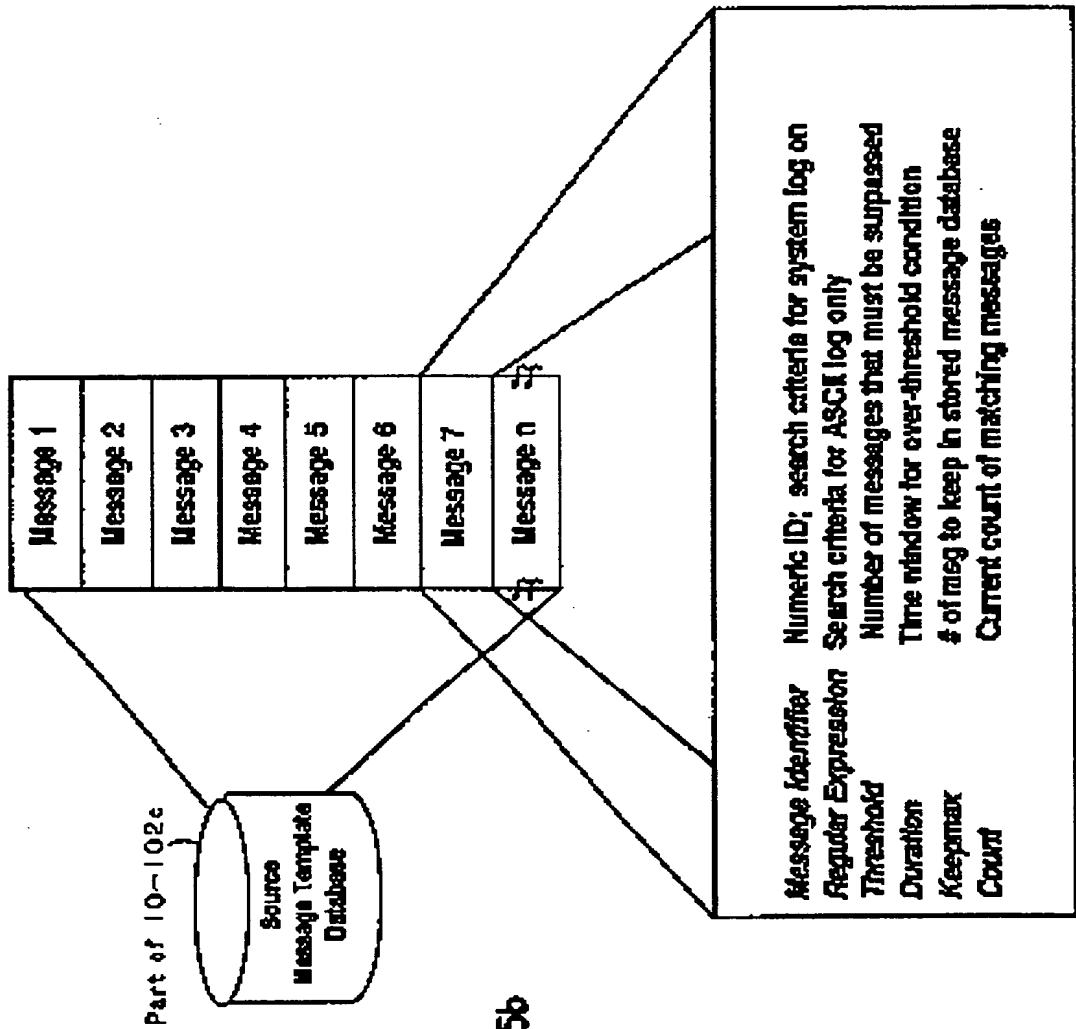 Part of 10-102c
Source
Message Template
Database
Message 1
Message 2
Message 3
Message 4
Message 5
Message 6
Message 7
Message n
Message Identifier Numeric ID; search criteria for system log on
Regular Expression Search criteria for ASCII log only
Threshold Number of messages that must be surpassed
Duration Time window for over-threshold condition
Keepmax # of msg to keep in stored message database
Count Current count of matching messages
5b